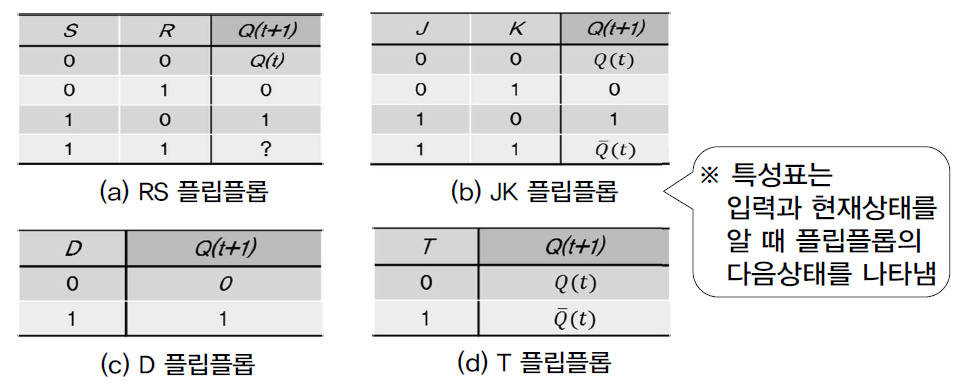 S R Q(t+1)
0 0 Q(t)
0 1 0
1 0 1
1 1 ?
(a) RS 플립플롭
J K Q(t+1)
0 0 Q(t)
0 1 0
1 0 1
1 1 Q̄(t)
(b) JK 플립플롭
※ 특성표는
입력과 현재상태를
알 때 플립플롭의
다음상태를 나타냄
D Q(t+1)
0 0
1 1
(c) D 플립플롭
T Q(t+1)
0 Q(t)
1 Q̄(t)
(d) T 플립플롭